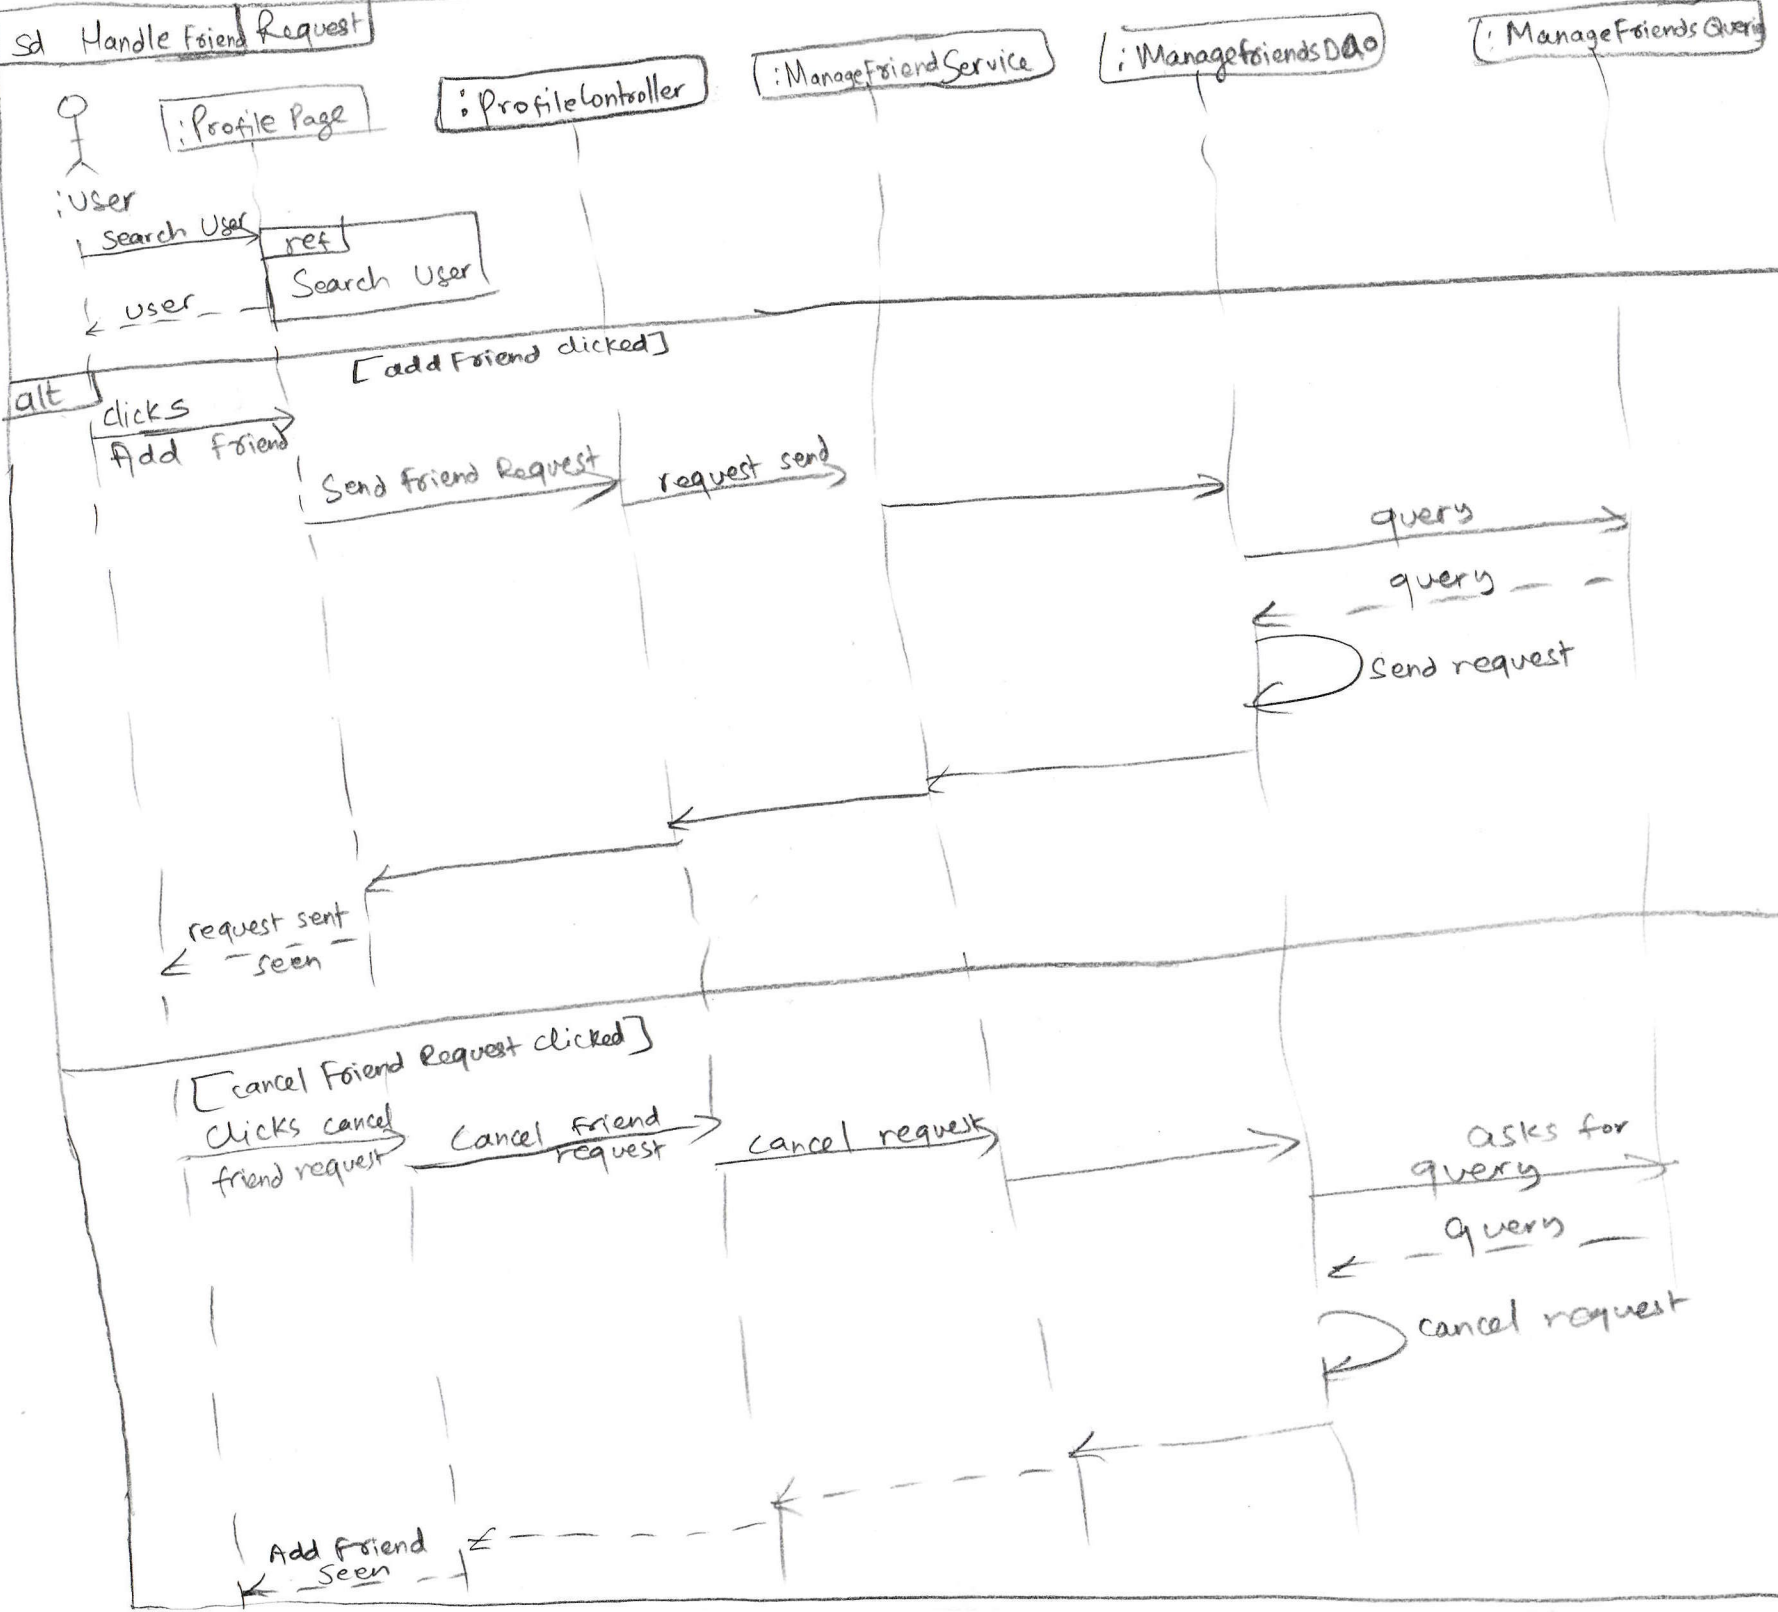 sd Handle Friend Request
:User
:Profile Page
:ProfileController
:ManageFriendService
:ManagefriendsDao
:ManageFriendsQuerie
Search User
ref
Search User
user
alt
[add Friend clicked]
clicks
Add Friend
Send Friend Request
request send
query
query
Send request
request sent
seen
[cancel Friend Request clicked]
clicks cancel
friend request
Cancel friend
request
cancel request
asks for
query
query
cancel request
Add Friend
seen